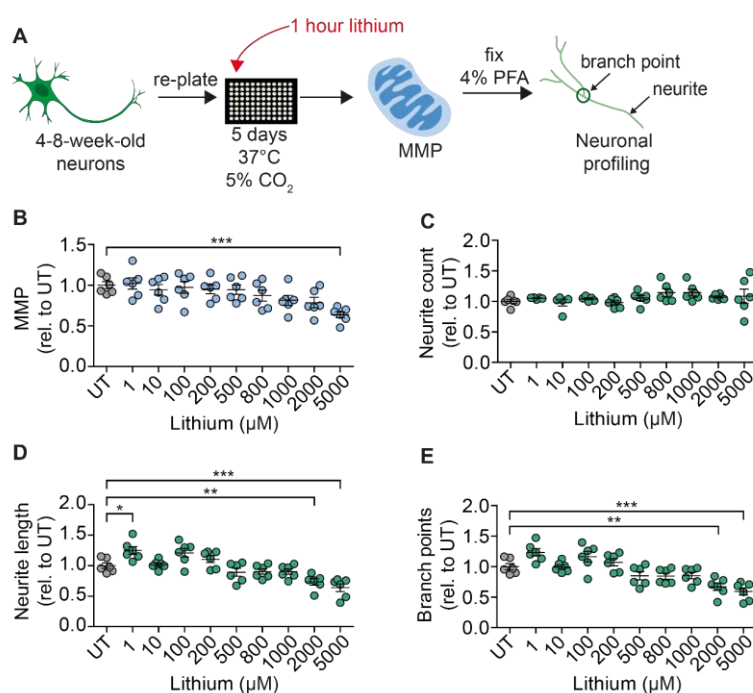 A
1 hour lithium
re-plate
fix
4% PFA
branch point
neurite
4-8-week-old
neurons
5 days
37°C
5% CO₂
MMP
Neuronal
profiling
B
***
MMP
(rel. to UT)
1.5
1.0
0.5
0.0
UT 1 10 100 200 500 800 1000 2000 5000
Lithium (µM)
C
Neurite count
(rel. to UT)
2.0
1.5
1.0
0.5
0.0
UT 1 10 100 200 500 800 1000 2000 5000
Lithium (µM)
D
***
**
*
Neurite length
(rel. to UT)
2.0
1.5
1.0
0.5
0.0
UT 1 10 100 200 500 800 1000 2000 5000
Lithium (µM)
E
***
**
Branch points
(rel. to UT)
2.0
1.5
1.0
0.5
0.0
UT 1 10 100 200 500 800 1000 2000 5000
Lithium (µM)